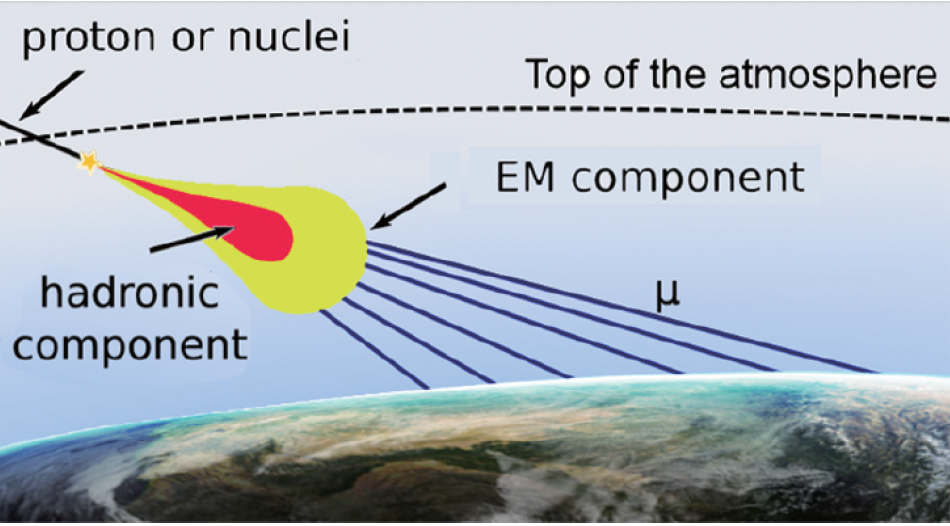 proton or nuclei
Top of the atmosphere
EM component
hadronic
component
μ